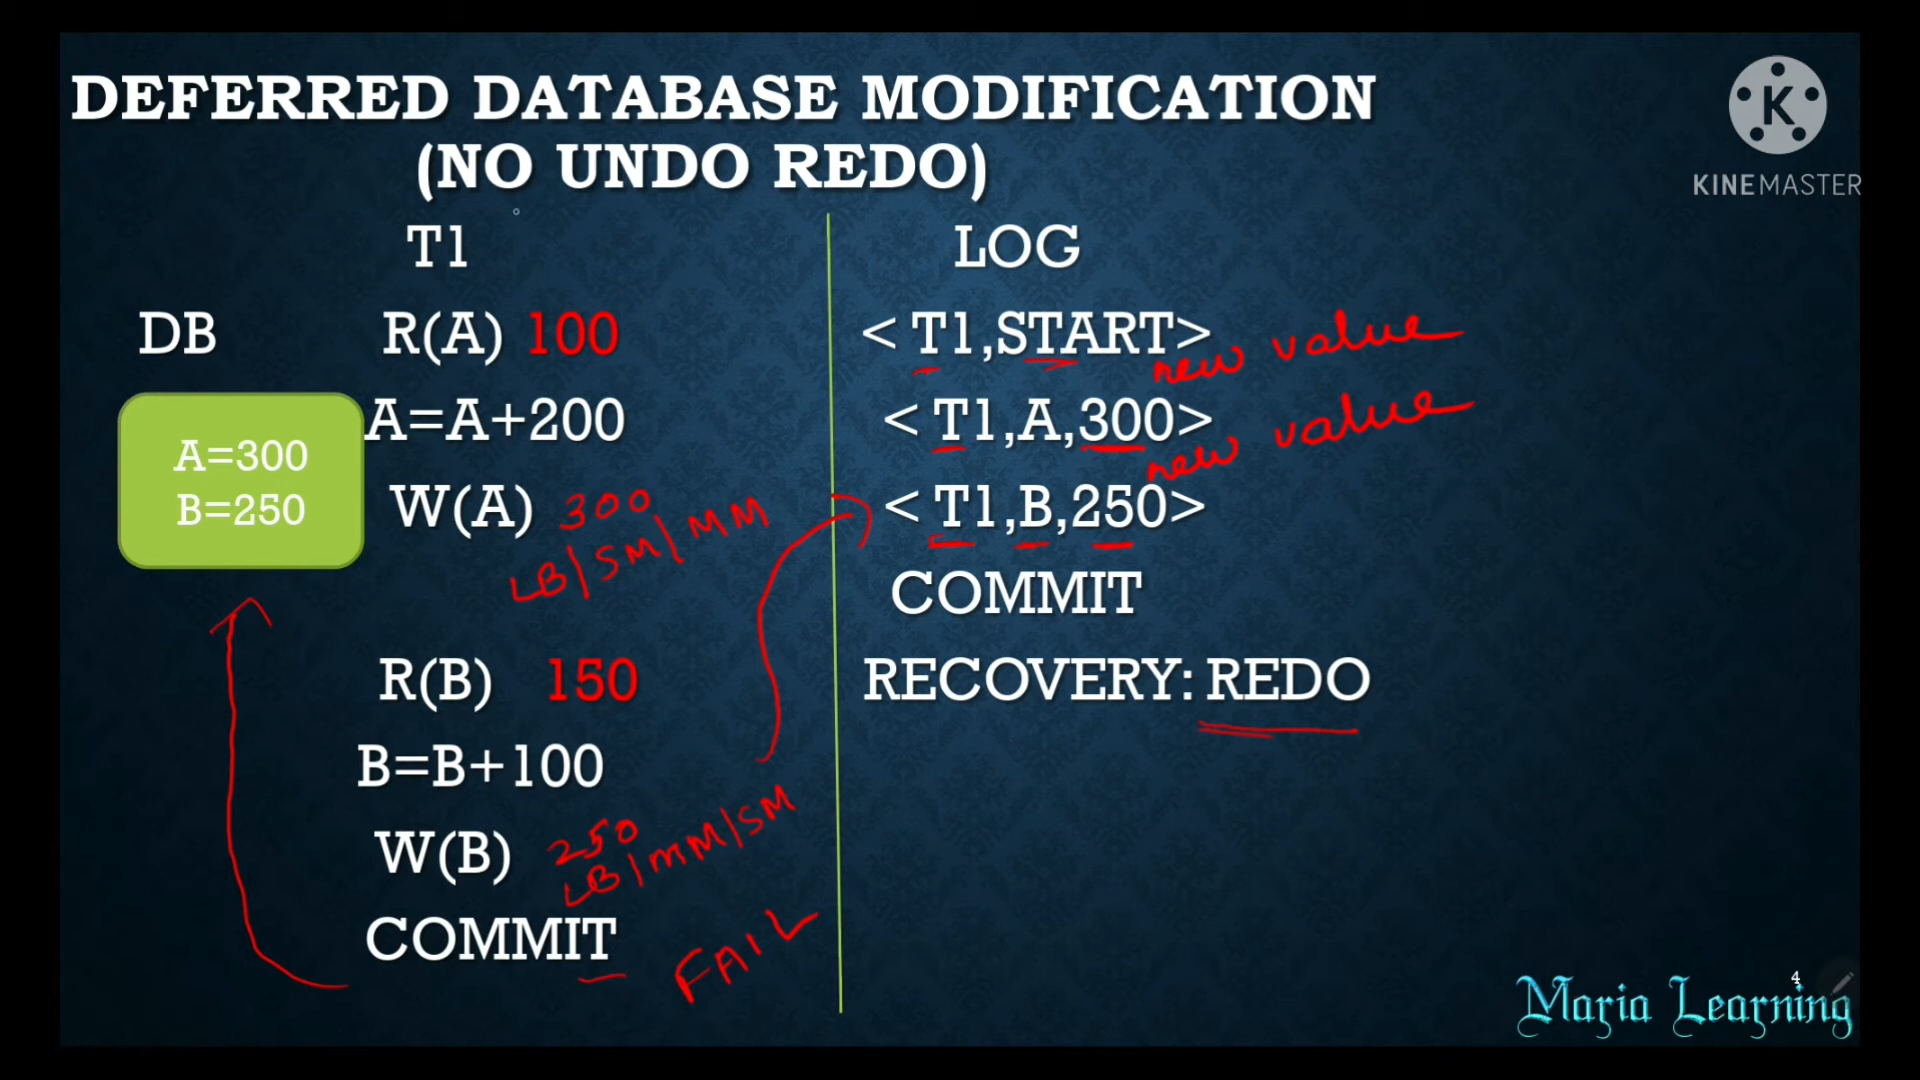 DEFERRED DATABASE MODIFICATION
(NO UNDO REDO)
K
KINEMASTER
T1
DB
R(A) 100
A=A+200
A=300
B=250
W(A) 300
LB/SM/MM
R(B) 150
B=B+100
W(B) 250
LB/MM/SM
COMMIT
FAIL
LOG
< T1,START>
new value
< T1,A,300>
new value
< T1,B,250>
COMMIT
RECOVERY: REDO
4
Maria Learning